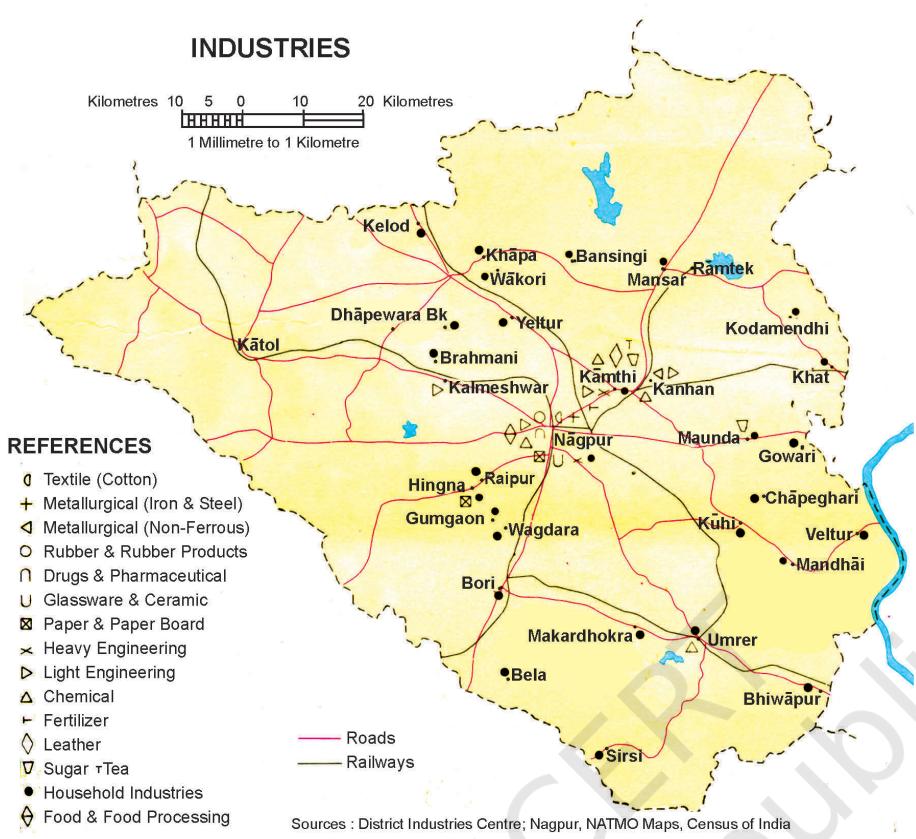 INDUSTRIES
Kilometres 10 5 0 10 20 Kilometres
1 Millimetre to 1 Kilometre
Kelod
Khāpa
Bansingi
Wākori
Mansar
Rāmtek
Dhāpewara Bk
Yeltur
Kodamendhi
Kātol
Brahmani
Kāmthi
Khat
Kalmeshwar
Kanhan
Nāgpur
Maunda
Gowari
Hingna
Raipur
Chāpeghari
Gumgaon
Wagdara
Kūhi
Veltur
Mandhāi
Bori
Makardhokra
Umrer
Bela
Bhiwāpur
Sirsi
REFERENCES
Textile (Cotton)
Metallurgical (Iron & Steel)
Metallurgical (Non-Ferrous)
Rubber & Rubber Products
Drugs & Pharmaceutical
Glassware & Ceramic
Paper & Paper Board
Heavy Engineering
Light Engineering
Chemical
Fertilizer
Leather
Sugar Tea
Household Industries
Food & Food Processing
Roads
Railways
Sources : District Industries Centre; Nagpur, NATMO Maps, Census of India